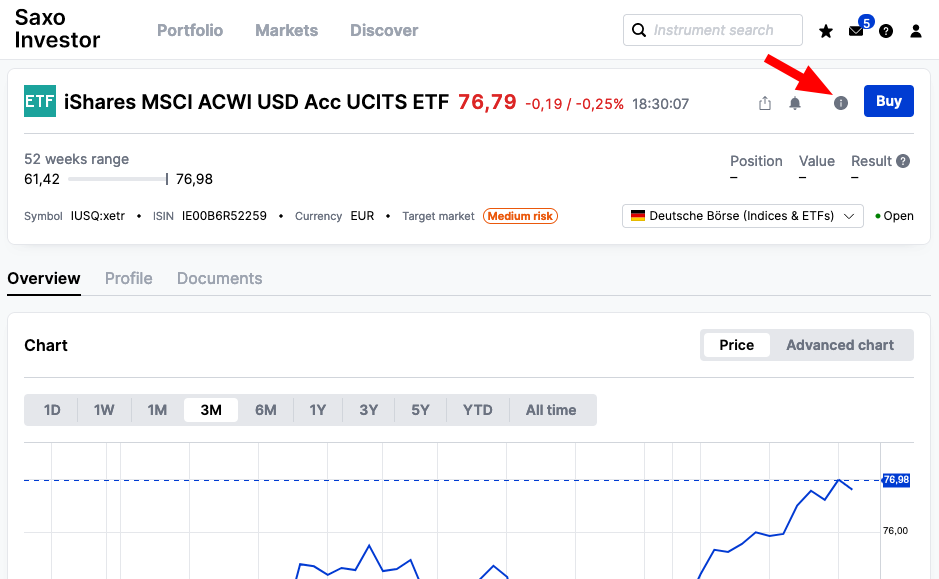 Saxo
Investor
Portfolio Markets Discover
Instrument search
5
ETF iShares MSCI ACWI USD Acc UCITS ETF 76,79 -0,19 / -0,25% 18:30:07 Buy
52 weeks range
61,42 76,98
Position Value Result
– – –
Symbol IUSQ:xetr • ISIN IE00B6R52259 • Currency EUR • Target market Medium risk
Deutsche Börse (Indices & ETFs) Open
Overview Profile Documents
Chart
Price Advanced chart
1D 1W 1M 3M 6M 1Y 3Y 5Y YTD All time
76,98
76,00